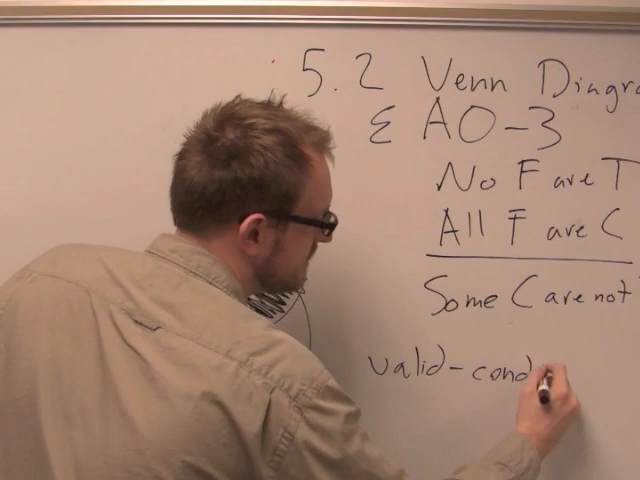 5.2 Venn Diagra
EAO-3
No F are T
All F are C
Some C are not T
valid-cond